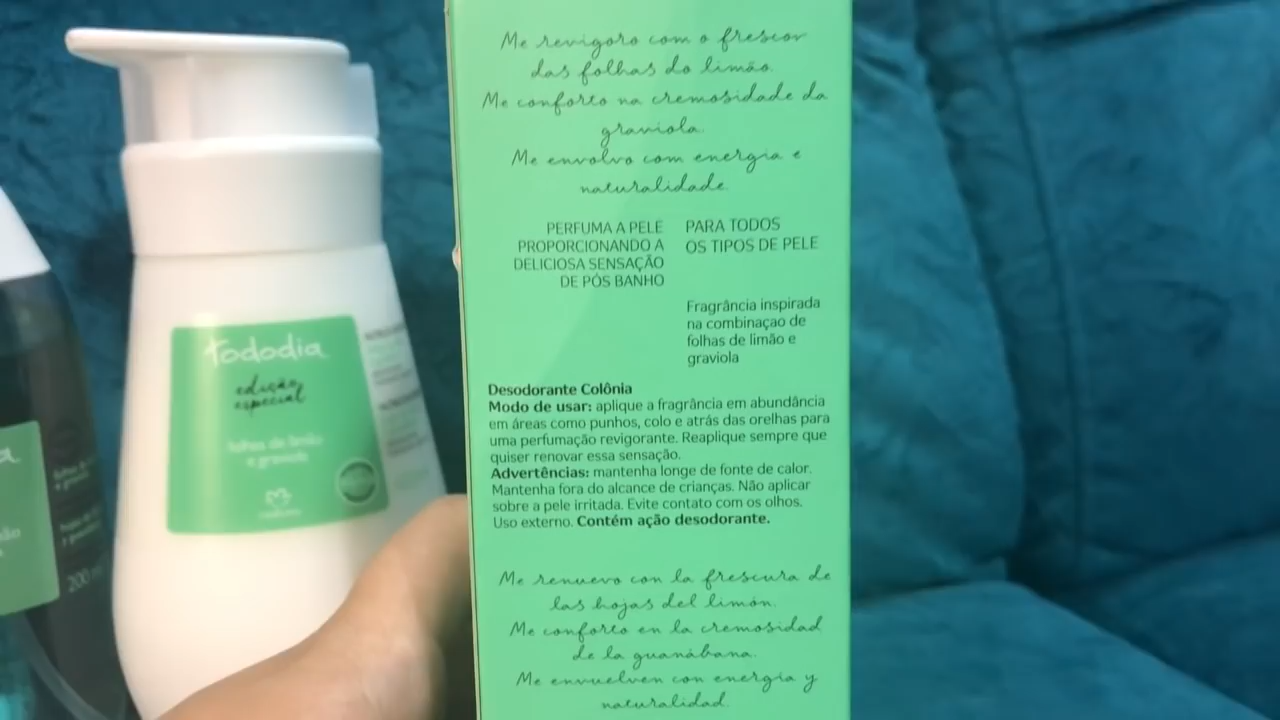 Me revigoro com o frescor
das folhas do limão.
Me conforto na cremosidade da
graviola.
Me envolvo com energia e
naturalidade.
PERFUMA A PELE
PROPORCIONANDO A
DELICIOSA SENSAÇÃO
DE PÓS BANHO
PARA TODOS
OS TIPOS DE PELE
Fragrância inspirada
na combinaçao de
folhas de limão e
graviola
Desodorante Colônia
Modo de usar: aplique a fragrância em abundância
em áreas como punhos, colo e atrás das orelhas para
uma perfumação revigorante. Reaplique sempre que
quiser renovar essa sensação.
Advertências: mantenha longe de fonte de calor.
Mantenha fora do alcance de crianças. Não aplicar
sobre a pele irritada. Evite contato com os olhos.
Uso externo. Contém ação desodorante.
Me renuevo con la frescura de
las hojas del limón.
Me conforto en la cremosidad
de la guanábana.
Me envuelven con energía y
naturalidad.
Tododia
edição
especial
folhas de limão
e graviola
200 m